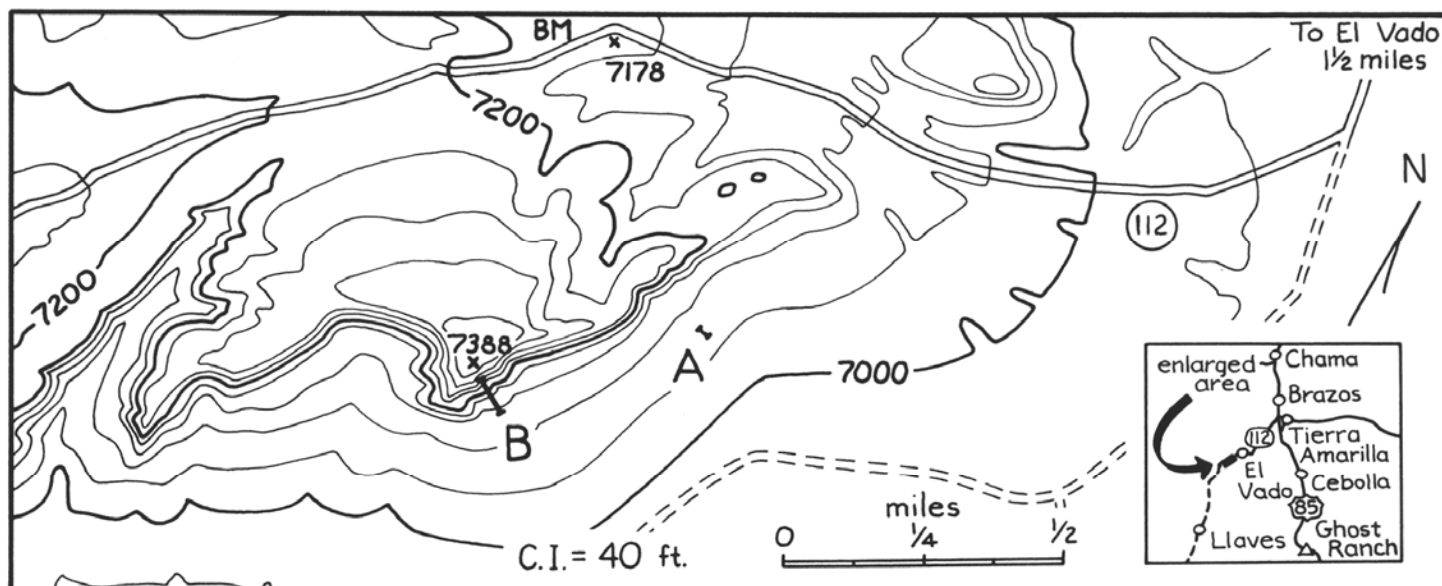 BM
To El Vado
1½ miles
7178
7200
N
112
7200
7388
A
7000
B
enlarged
area
Chama
Brazos
112
Tierra
Amarilla
El
Vado
Cebolla
85
Llaves
Ghost
Ranch
miles
0
¼
½
C.I. = 40 ft.